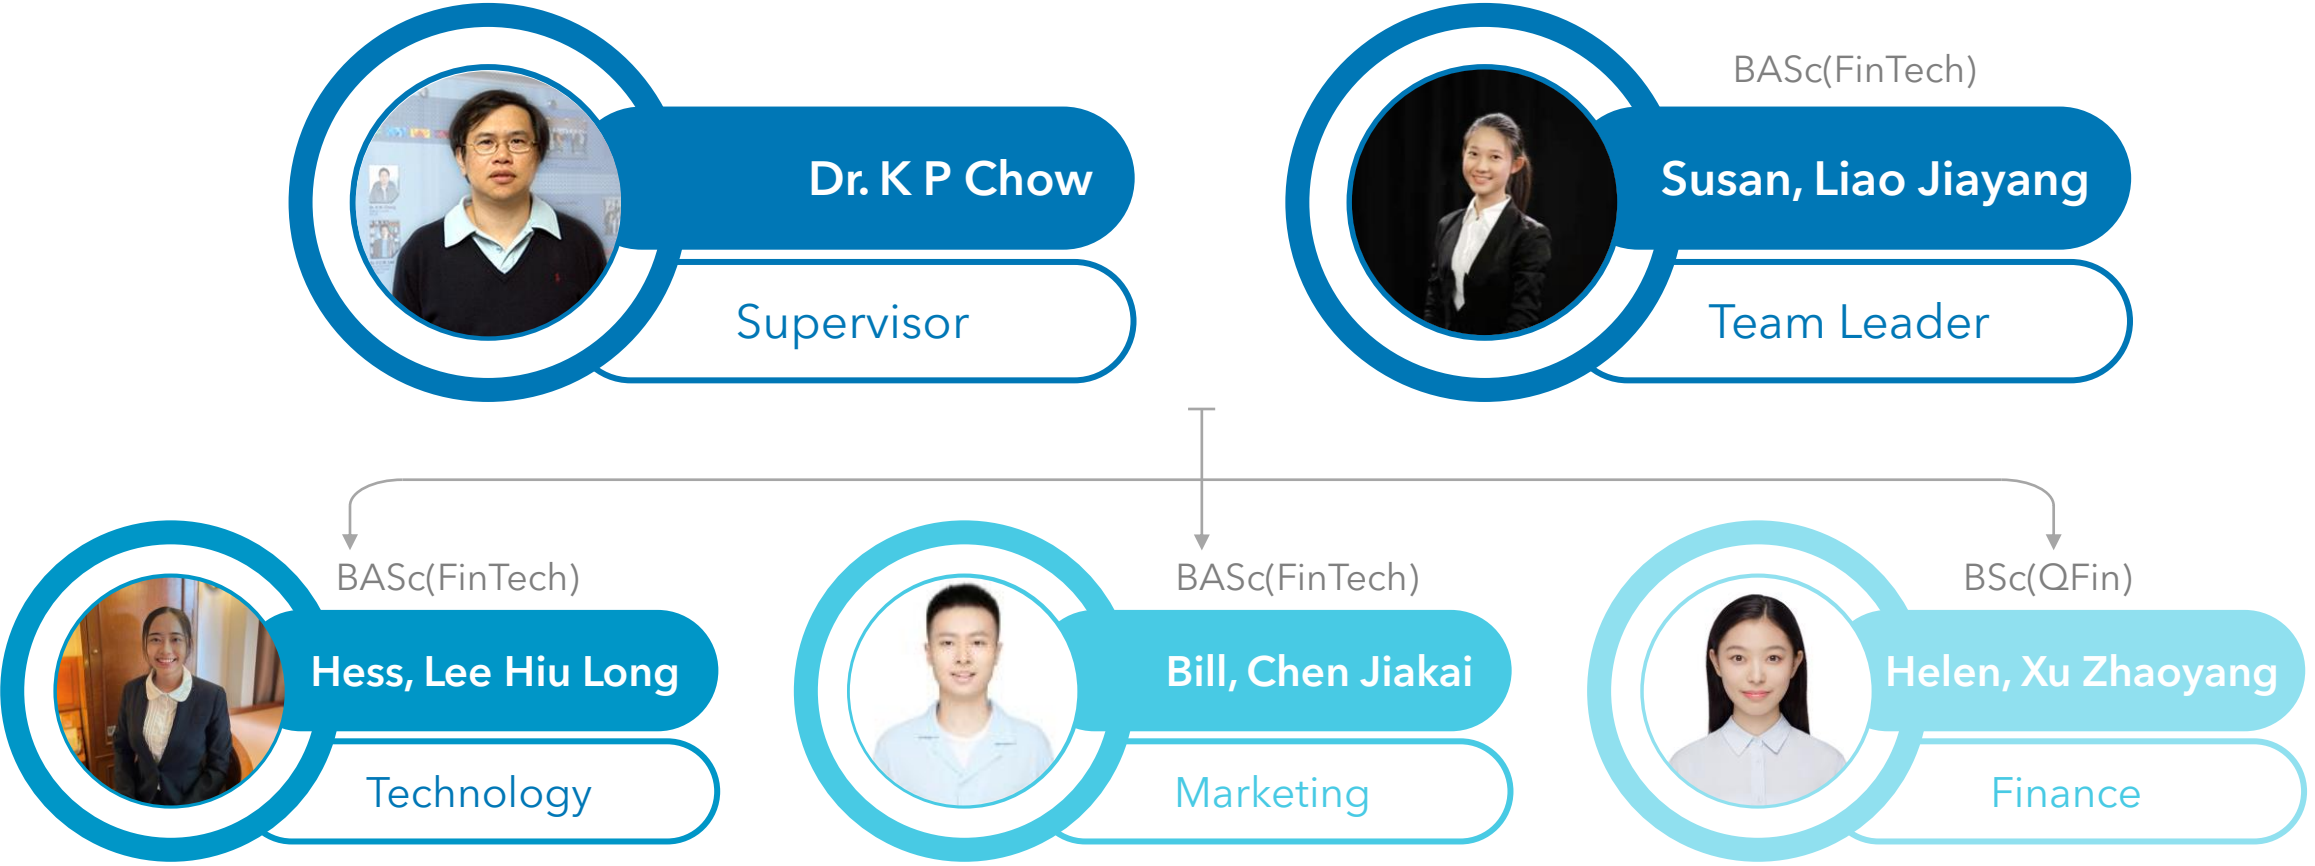 BASc(FinTech)
Dr. K P Chow
Susan, Liao Jiayang
Supervisor
Team Leader
BASc(FinTech)
BASc(FinTech)
BSc(QFin)
Hess, Lee Hiu Long
Bill, Chen Jiakai
Helen, Xu Zhaoyang
Technology
Marketing
Finance